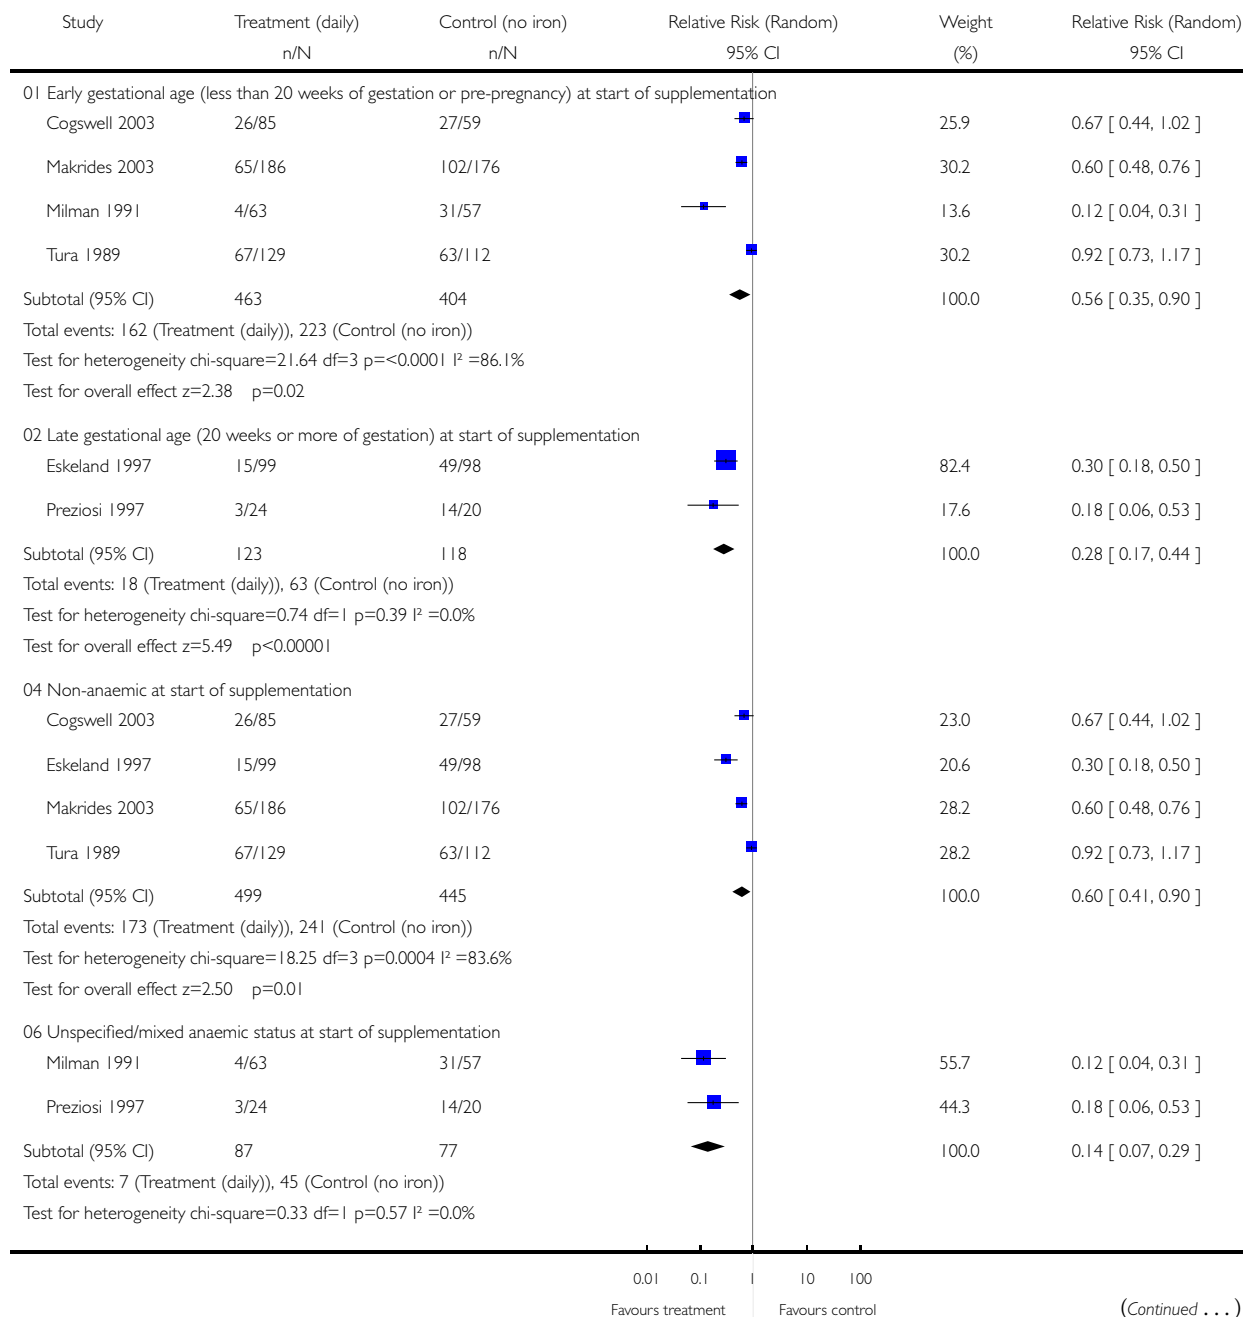 Study Treatment (daily) Control (no iron) Relative Risk (Random) Weight Relative Risk (Random)
n/N n/N 95% CI (%) 95% CI
01 Early gestational age (less than 20 weeks of gestation or pre-pregnancy) at start of supplementation
Cogswell 2003 26/85 27/59 25.9 0.67 [ 0.44, 1.02 ]
Makrides 2003 65/186 102/176 30.2 0.60 [ 0.48, 0.76 ]
Milman 1991 4/63 31/57 13.6 0.12 [ 0.04, 0.31 ]
Tura 1989 67/129 63/112 30.2 0.92 [ 0.73, 1.17 ]
Subtotal (95% CI) 463 404 100.0 0.56 [ 0.35, 0.90 ]
Total events: 162 (Treatment (daily)), 223 (Control (no iron))
Test for heterogeneity chi-square=21.64 df=3 p=<0.0001 I² =86.1%
Test for overall effect z=2.38 p=0.02
02 Late gestational age (20 weeks or more of gestation) at start of supplementation
Eskeland 1997 15/99 49/98 82.4 0.30 [ 0.18, 0.50 ]
Preziosi 1997 3/24 14/20 17.6 0.18 [ 0.06, 0.53 ]
Subtotal (95% CI) 123 118 100.0 0.28 [ 0.17, 0.44 ]
Total events: 18 (Treatment (daily)), 63 (Control (no iron))
Test for heterogeneity chi-square=0.74 df=1 p=0.39 I² =0.0%
Test for overall effect z=5.49 p<0.00001
04 Non-anaemic at start of supplementation
Cogswell 2003 26/85 27/59 23.0 0.67 [ 0.44, 1.02 ]
Eskeland 1997 15/99 49/98 20.6 0.30 [ 0.18, 0.50 ]
Makrides 2003 65/186 102/176 28.2 0.60 [ 0.48, 0.76 ]
Tura 1989 67/129 63/112 28.2 0.92 [ 0.73, 1.17 ]
Subtotal (95% CI) 499 445 100.0 0.60 [ 0.41, 0.90 ]
Total events: 173 (Treatment (daily)), 241 (Control (no iron))
Test for heterogeneity chi-square=18.25 df=3 p=0.0004 I² =83.6%
Test for overall effect z=2.50 p=0.01
06 Unspecified/mixed anaemic status at start of supplementation
Milman 1991 4/63 31/57 55.7 0.12 [ 0.04, 0.31 ]
Preziosi 1997 3/24 14/20 44.3 0.18 [ 0.06, 0.53 ]
Subtotal (95% CI) 87 77 100.0 0.14 [ 0.07, 0.29 ]
Total events: 7 (Treatment (daily)), 45 (Control (no iron))
Test for heterogeneity chi-square=0.33 df=1 p=0.57 I² =0.0%
0.01 0.1 1 10 100
Favours treatment Favours control (Continued . . . )